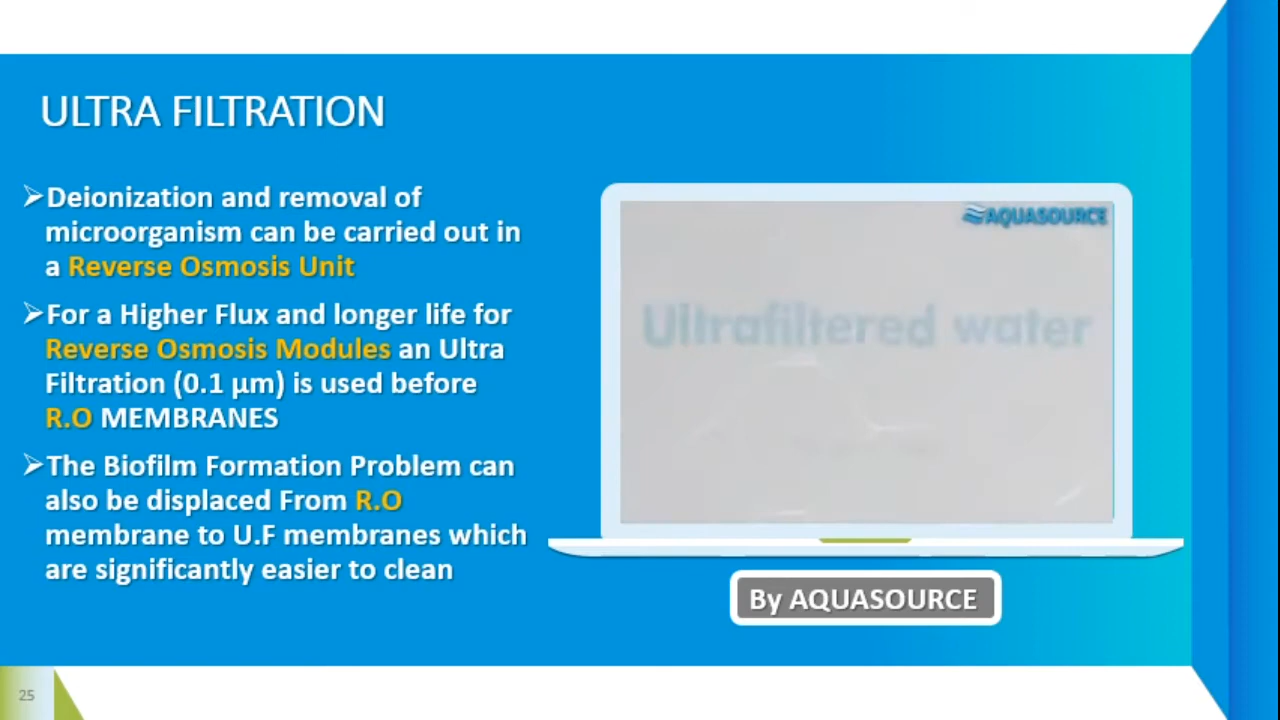 ULTRA FILTRATION
➢Deionization and removal of
microorganism can be carried out in
a Reverse Osmosis Unit
➢For a Higher Flux and longer life for
Reverse Osmosis Modules an Ultra
Filtration (0.1 μm) is used before
R.O MEMBRANES
➢The Biofilm Formation Problem can
also be displaced From R.O
membrane to U.F membranes which
are significantly easier to clean
AQUASOURCE
Ultrafiltered water
By AQUASOURCE
25